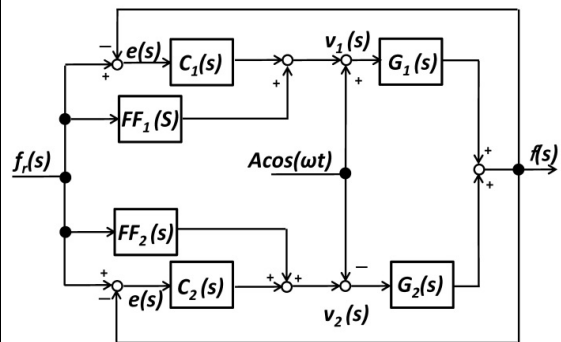 − e(s) C₁(s) v₁(s) G₁(s)
+ + +
FF₁(S) +
fᵣ(s) Acos(ωt) f(s)
+
FF₂(s)
+ + + −
− e(s) C₂(s) v₂(s) G₂(s)